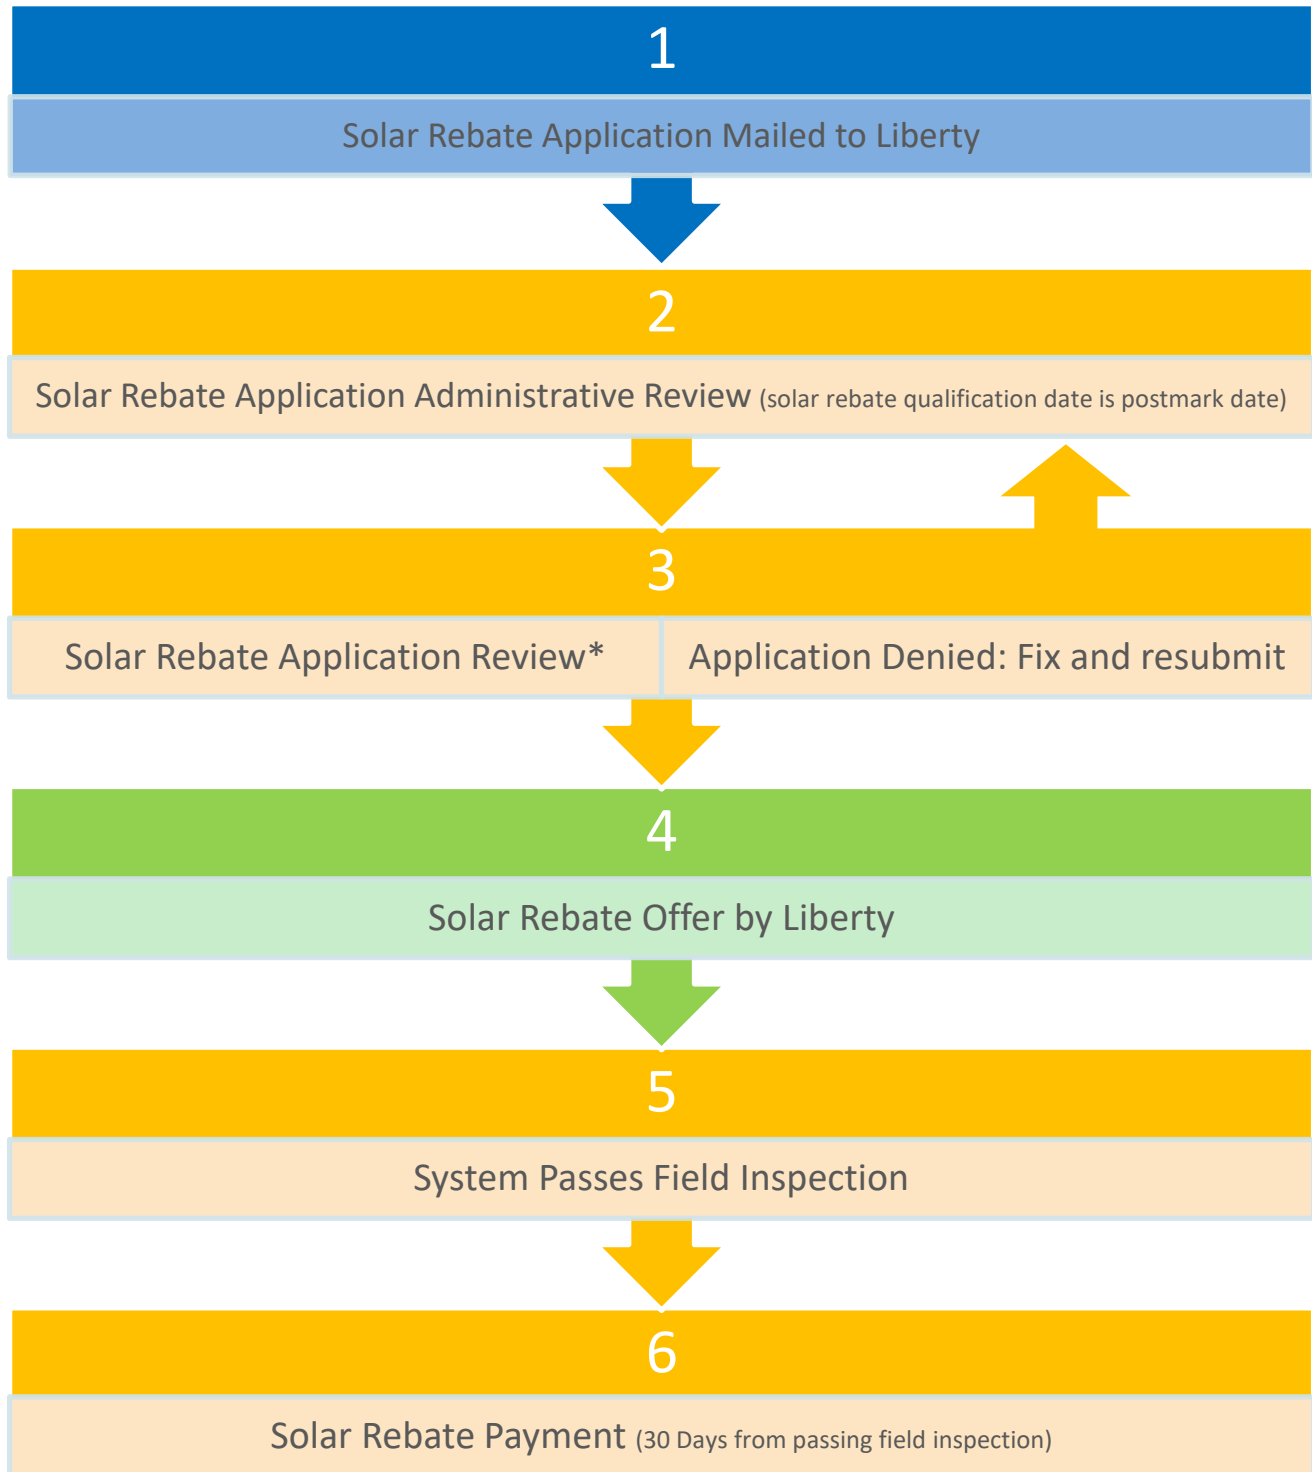 1
Solar Rebate Application Mailed to Liberty
2
Solar Rebate Application Administrative Review (solar rebate qualification date is postmark date)
3
Solar Rebate Application Review*
Application Denied: Fix and resubmit
4
Solar Rebate Offer by Liberty
5
System Passes Field Inspection
6
Solar Rebate Payment (30 Days from passing field inspection)